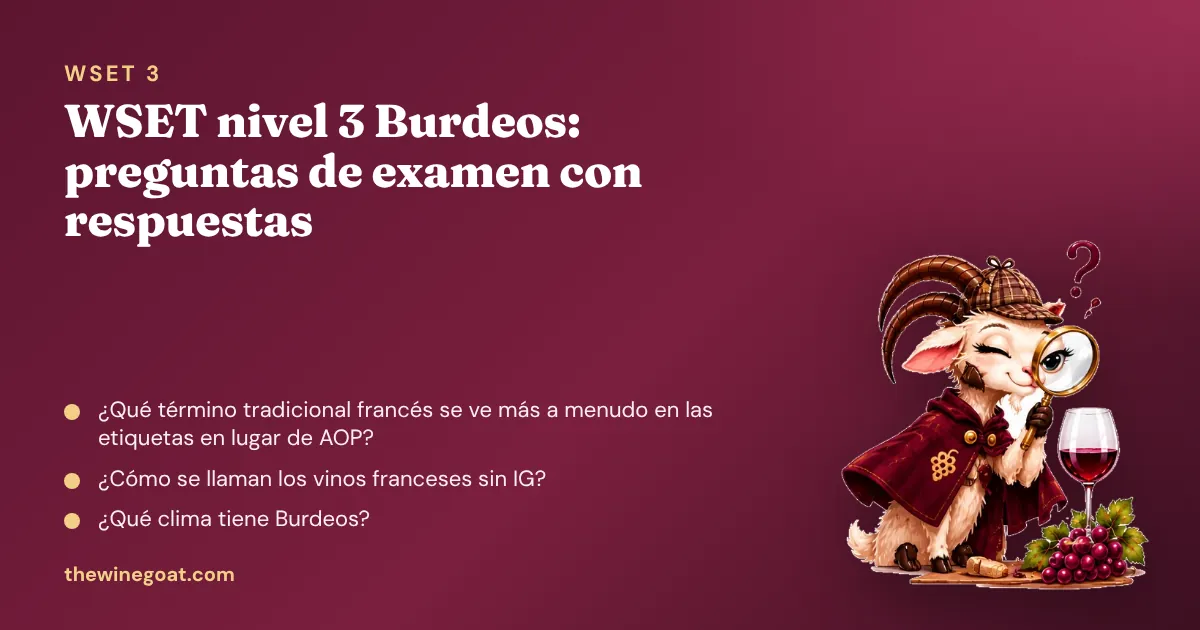 WSET 3
WSET nivel 3 Burdeos:
preguntas de examen con
respuestas
¿Qué término tradicional francés se ve más a menudo en las
etiquetas en lugar de AOP?
¿Cómo se llaman los vinos franceses sin IG?
¿Qué clima tiene Burdeos?
thewinegoat.com
?